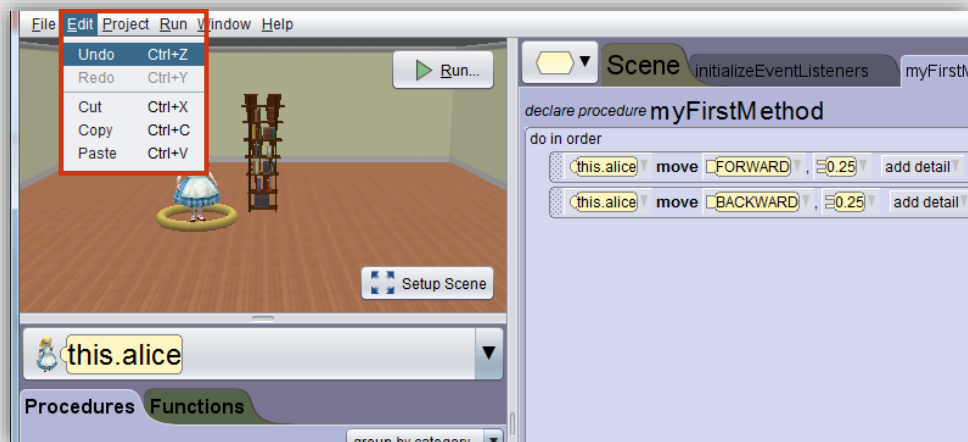 File Edit Project Run Window Help
Undo Ctrl+Z
Redo Ctrl+Y
Cut Ctrl+X
Copy Ctrl+C
Paste Ctrl+V
Run...
Setup Scene
this.alice
Procedures Functions
group by category
Scene initializeEventListeners myFirstM
declare procedure myFirstMethod
do in order
this.alice move FORWARD , 0.25 add detail
this.alice move BACKWARD , 0.25 add detail